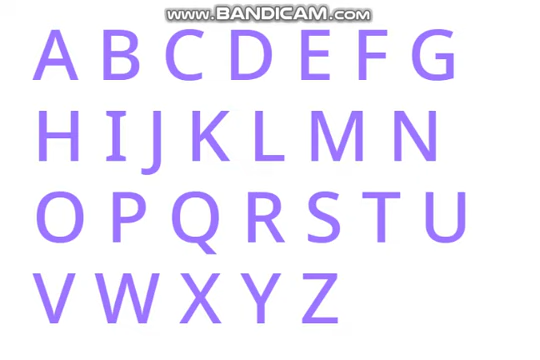 www.BANDICAM.com
A B C D E F G
H I J K L M N
O P Q R S T U
V W X Y Z